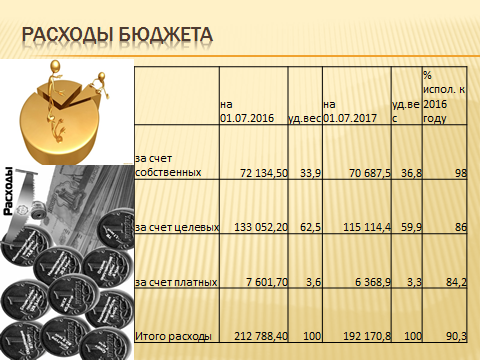 РАСХОДЫ БЮДЖЕТА
%
испол. к
на на уд.ве 2016
01.07.2016 уд.вес 01.07.2017 с году
за счет
собственных 72 134,50 33,9 70 687,5 36,8 98
за счет целевых 133 052,20 62,5 115 114,4 59,9 86
за счет платных 7 601,70 3,6 6 368,9 3,3 84,2
Итого расходы 212 788,40 100 192 170,8 100 90,3
Расходы